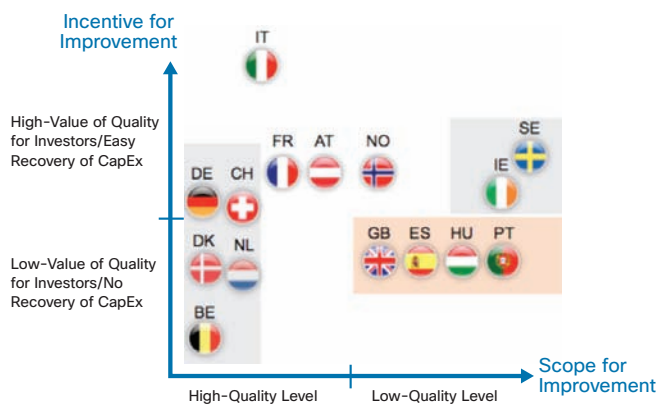 Incentive for
Improvement
IT
High-Value of Quality
for Investors/Easy
Recovery of CapEx
FR AT NO
SE
IE
DE CH
DK NL
GB ES HU PT
Low-Value of Quality
for Investors/No
Recovery of CapEx
BE
High-Quality Level
Low-Quality Level
Scope for
Improvement